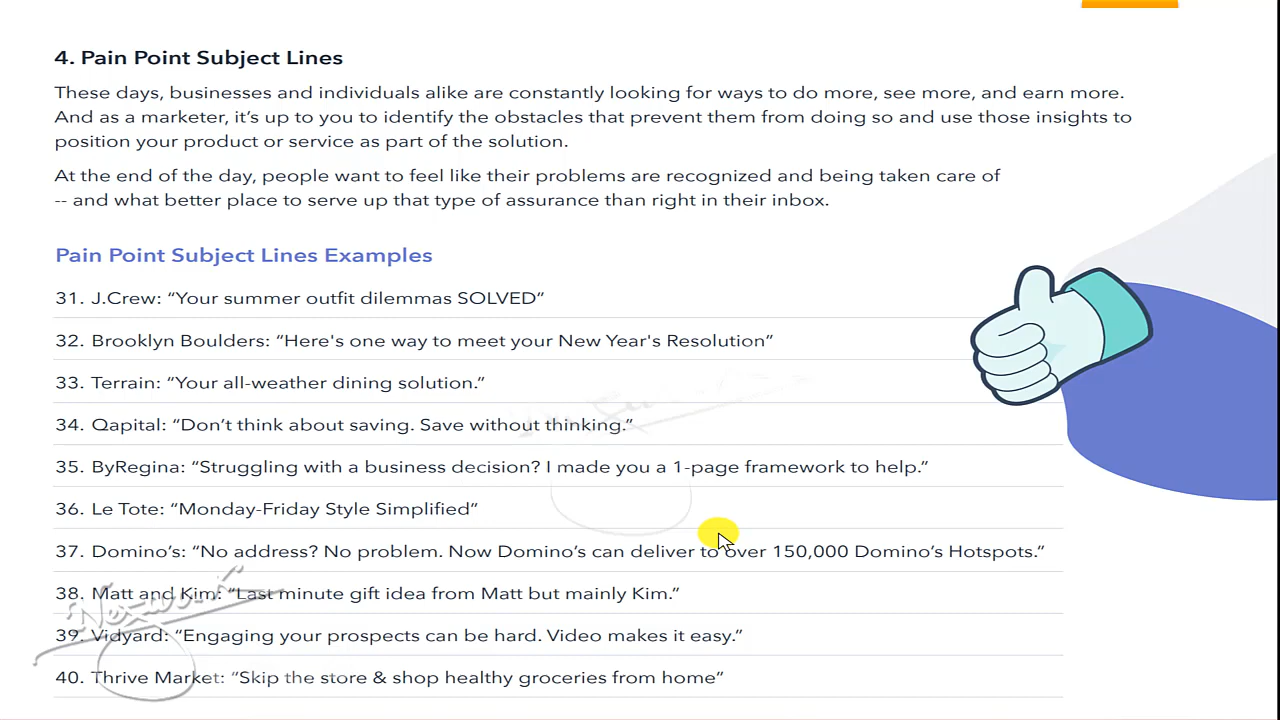 4. Pain Point Subject Lines
These days, businesses and individuals alike are constantly looking for ways to do more, see more, and earn more.
And as a marketer, it’s up to you to identify the obstacles that prevent them from doing so and use those insights to
position your product or service as part of the solution.
At the end of the day, people want to feel like their problems are recognized and being taken care of
-- and what better place to serve up that type of assurance than right in their inbox.
Pain Point Subject Lines Examples
31. J.Crew: “Your summer outfit dilemmas SOLVED”
32. Brooklyn Boulders: “Here's one way to meet your New Year's Resolution”
33. Terrain: “Your all-weather dining solution.”
34. Qapital: “Don’t think about saving. Save without thinking.”
35. ByRegina: “Struggling with a business decision? I made you a 1-page framework to help.”
36. Le Tote: “Monday-Friday Style Simplified”
37. Domino’s: “No address? No problem. Now Domino’s can deliver to over 150,000 Domino’s Hotspots.”
38. Matt and Kim: “Last minute gift idea from Matt but mainly Kim.”
39. Vidyard: “Engaging your prospects can be hard. Video makes it easy.”
40. Thrive Market: “Skip the store & shop healthy groceries from home”